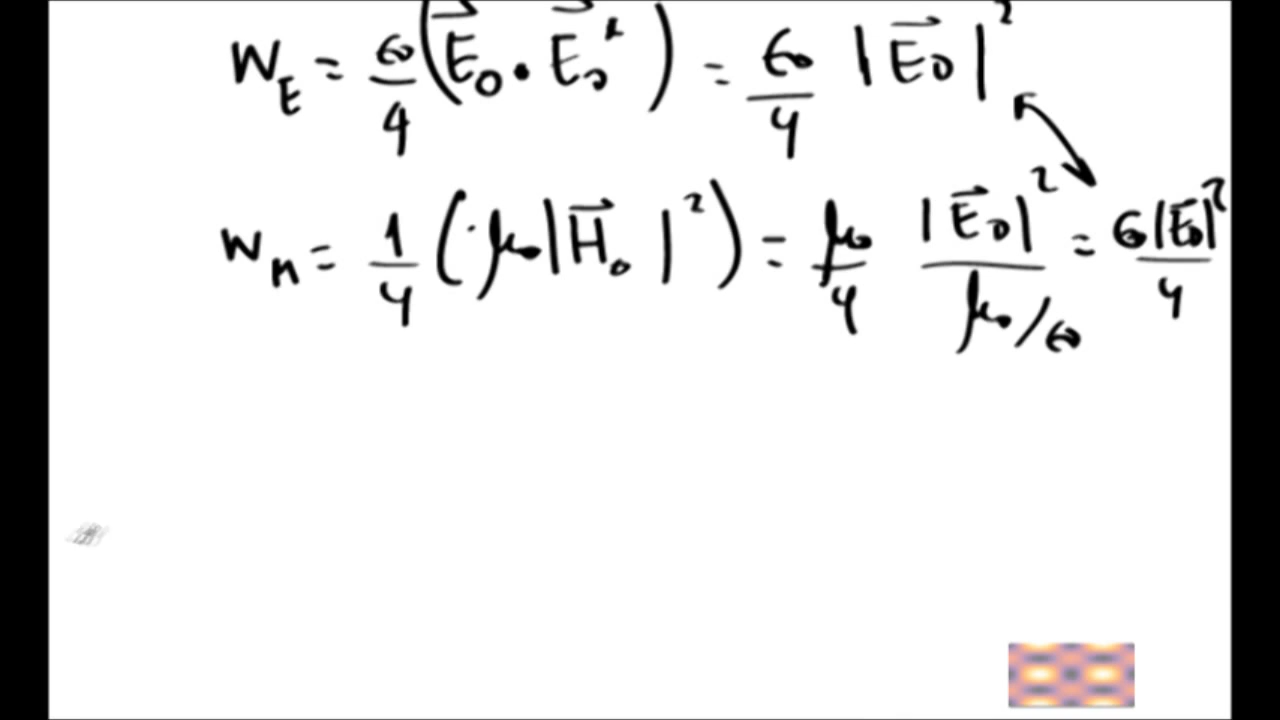 W_E = ε₀/4 (E⃗₀ • E⃗₀*) = ε₀/4 |E⃗₀|²
W_m = 1/4 (μ₀|H⃗₀|²) = μ₀/4 |E⃗₀|²/(μ₀/ε₀) = ε₀|E⃗₀|²/4